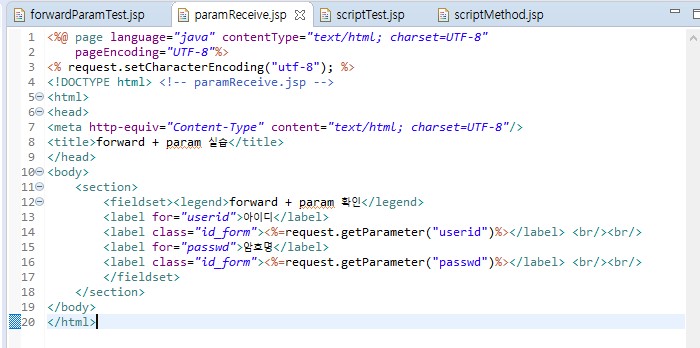 forwardParamTest.jsp paramReceive.jsp scriptTest.jsp scriptMethod.jsp
1 <%@ page language="java" contentType="text/html; charset=UTF-8"
2     pageEncoding="UTF-8"%>
3 <% request.setCharacterEncoding("utf-8"); %>
4 <!DOCTYPE html> <!-- paramReceive.jsp -->
5 <html>
6 <head>
7 <meta http-equiv="Content-Type" content="text/html; charset=UTF-8"/>
8 <title>forward + param 실습</title>
9 </head>
10 <body>
11     <section>
12         <fieldset><legend>forward + param 확인</legend>
13         <label for="userid">아이디</label>
14         <label class="id_form"><%=request.getParameter("userid")%></label> <br/><br/>
15         <label for="passwd">암호명</label>
16         <label class="id_form"><%=request.getParameter("passwd")%></label> <br/><br/>
17         </fieldset>
18     </section>
19 </body>
20 </html>